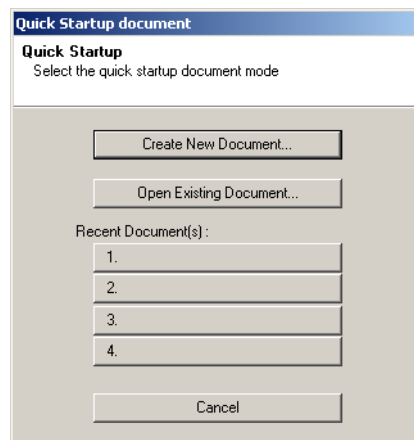 Quick Startup document
Quick Startup
Select the quick startup document mode
Create New Document...
Open Existing Document...
Recent Document(s) :
1.
2.
3.
4.
Cancel